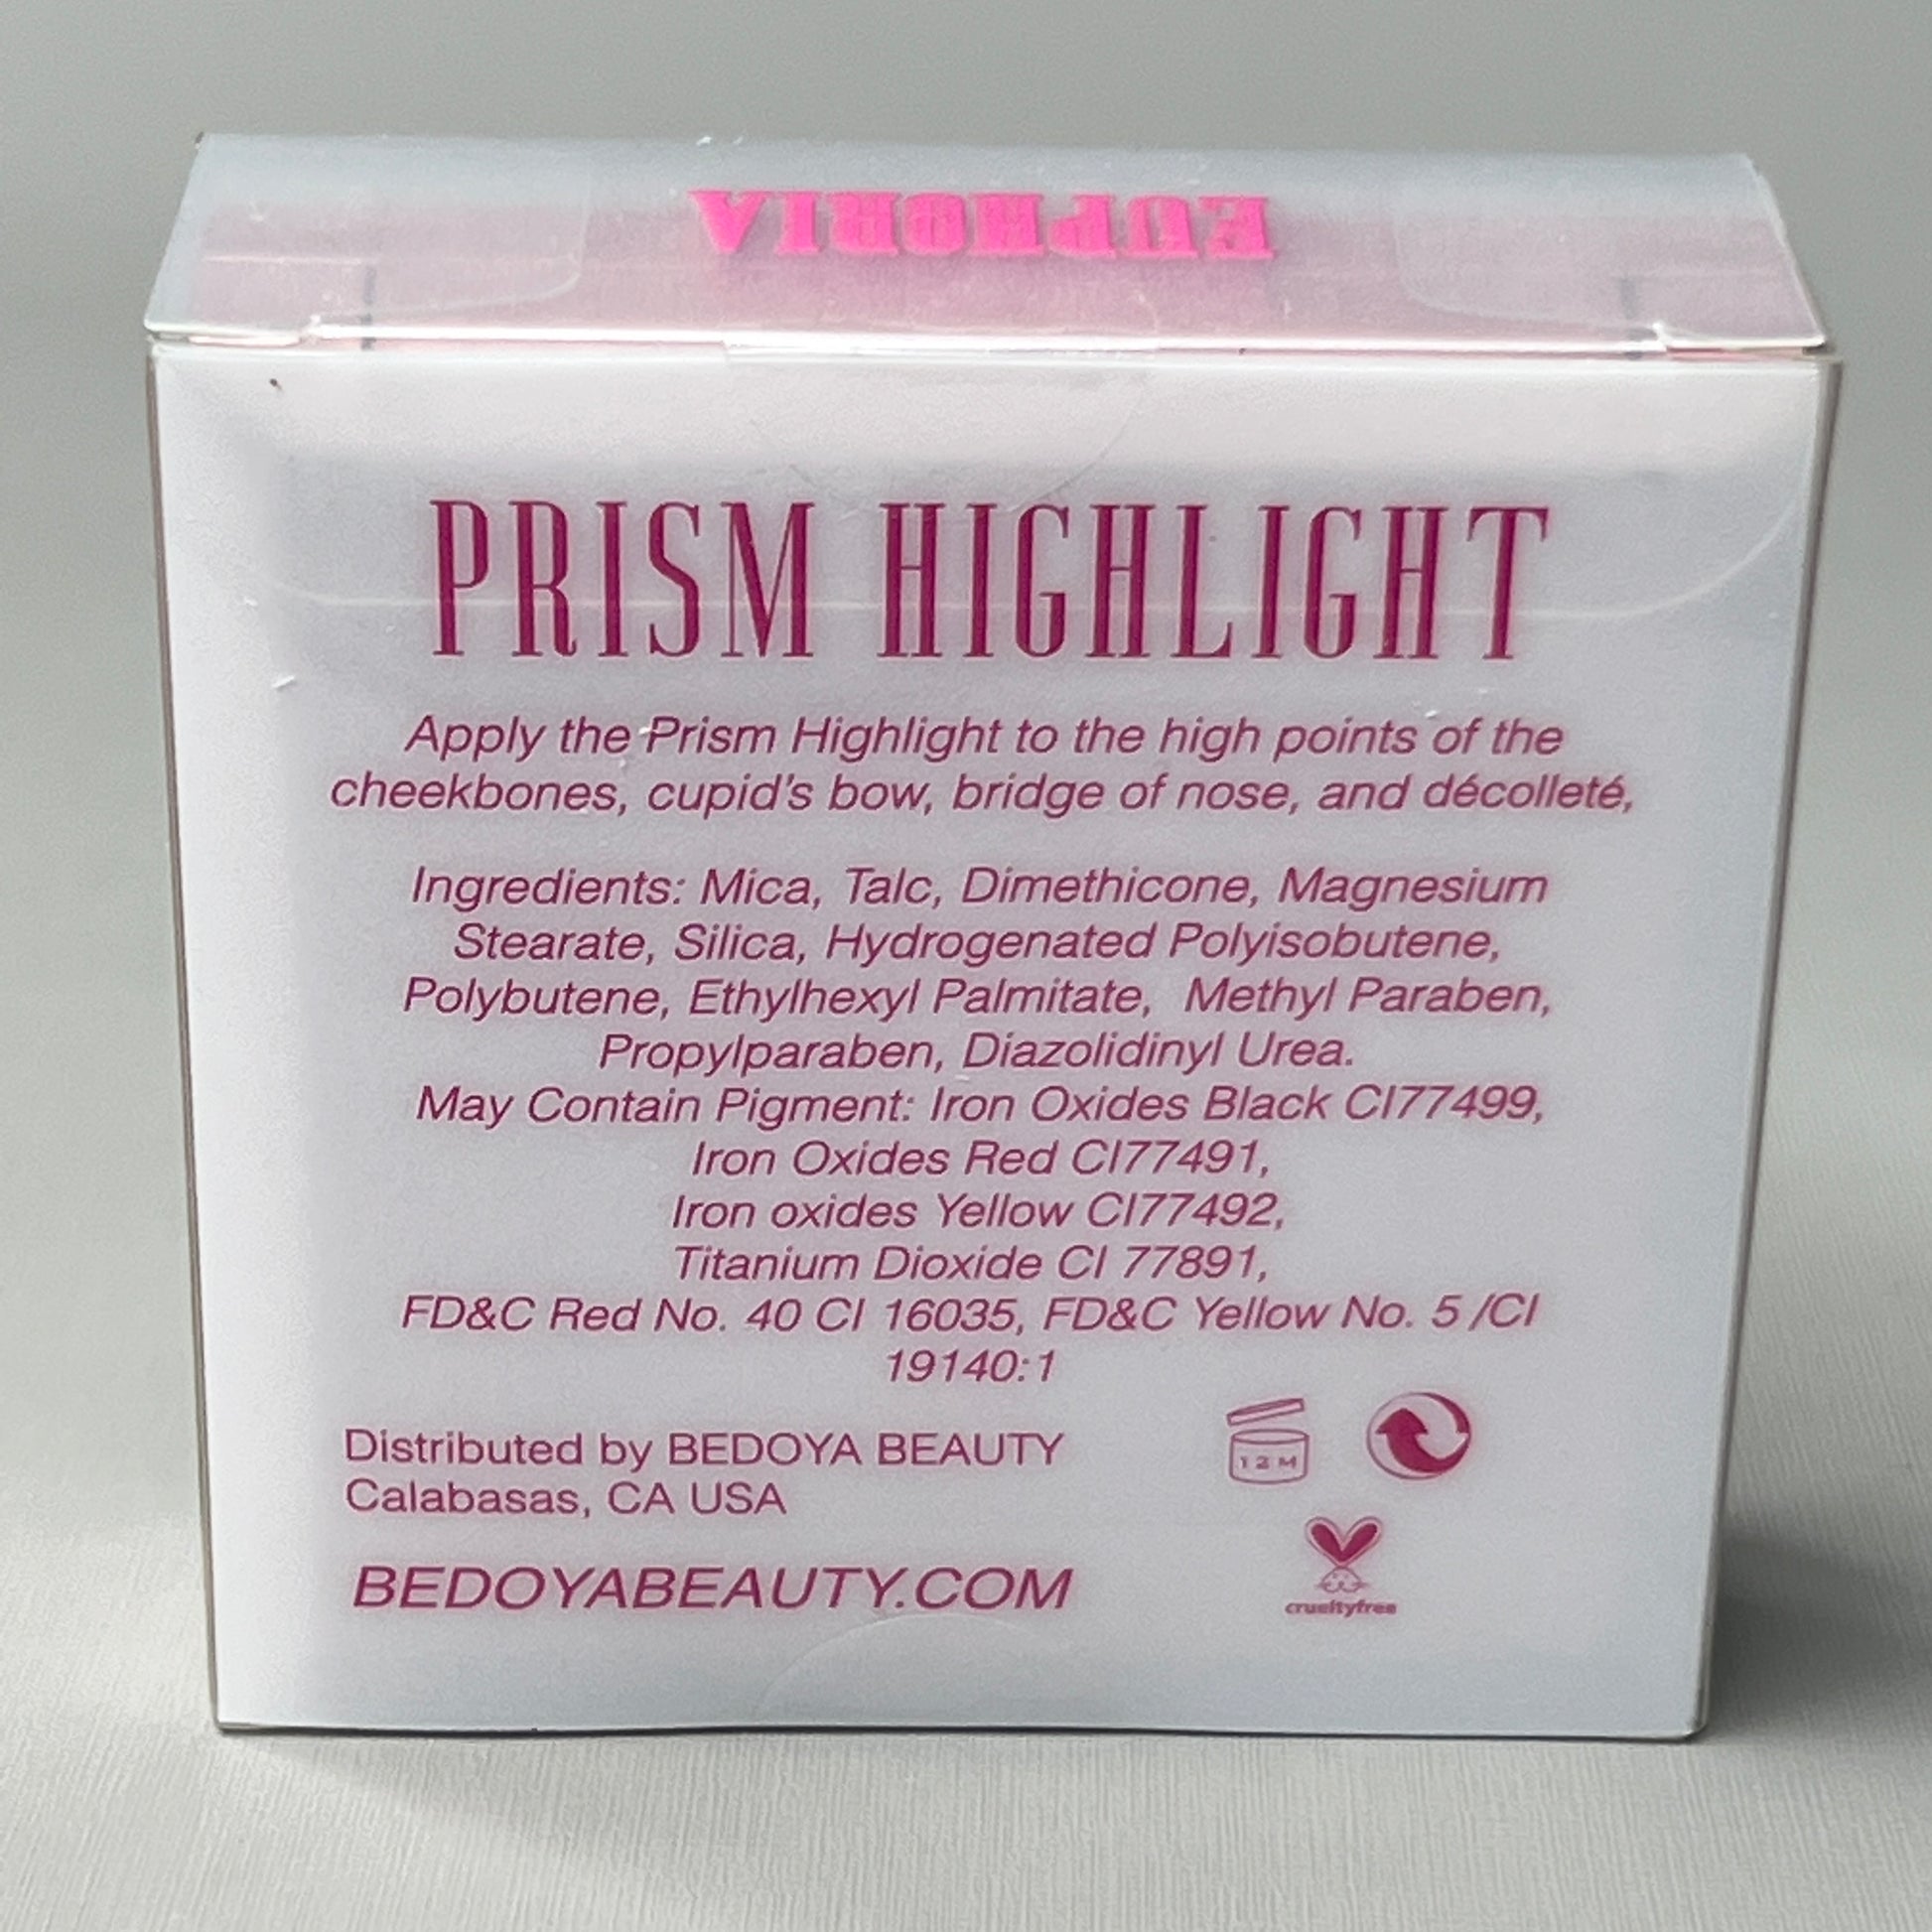 EUPHORIA
PRISM HIGHLIGHT
Apply the Prism Highlight to the high points of the
cheekbones, cupid's bow, bridge of nose, and décolleté,
Ingredients: Mica, Talc, Dimethicone, Magnesium
Stearate, Silica, Hydrogenated Polyisobutene,
Polybutene, Ethylhexyl Palmitate, Methyl Paraben,
Propylparaben, Diazolidinyl Urea.
May Contain Pigment: Iron Oxides Black CI77499,
Iron Oxides Red CI77491,
Iron oxides Yellow CI77492,
Titanium Dioxide CI 77891,
FD&C Red No. 40 CI 16035, FD&C Yellow No. 5 /CI
19140:1
Distributed by BEDOYA BEAUTY
Calabasas, CA USA
BEDOYABEAUTY.COM
12M
crueltyfree